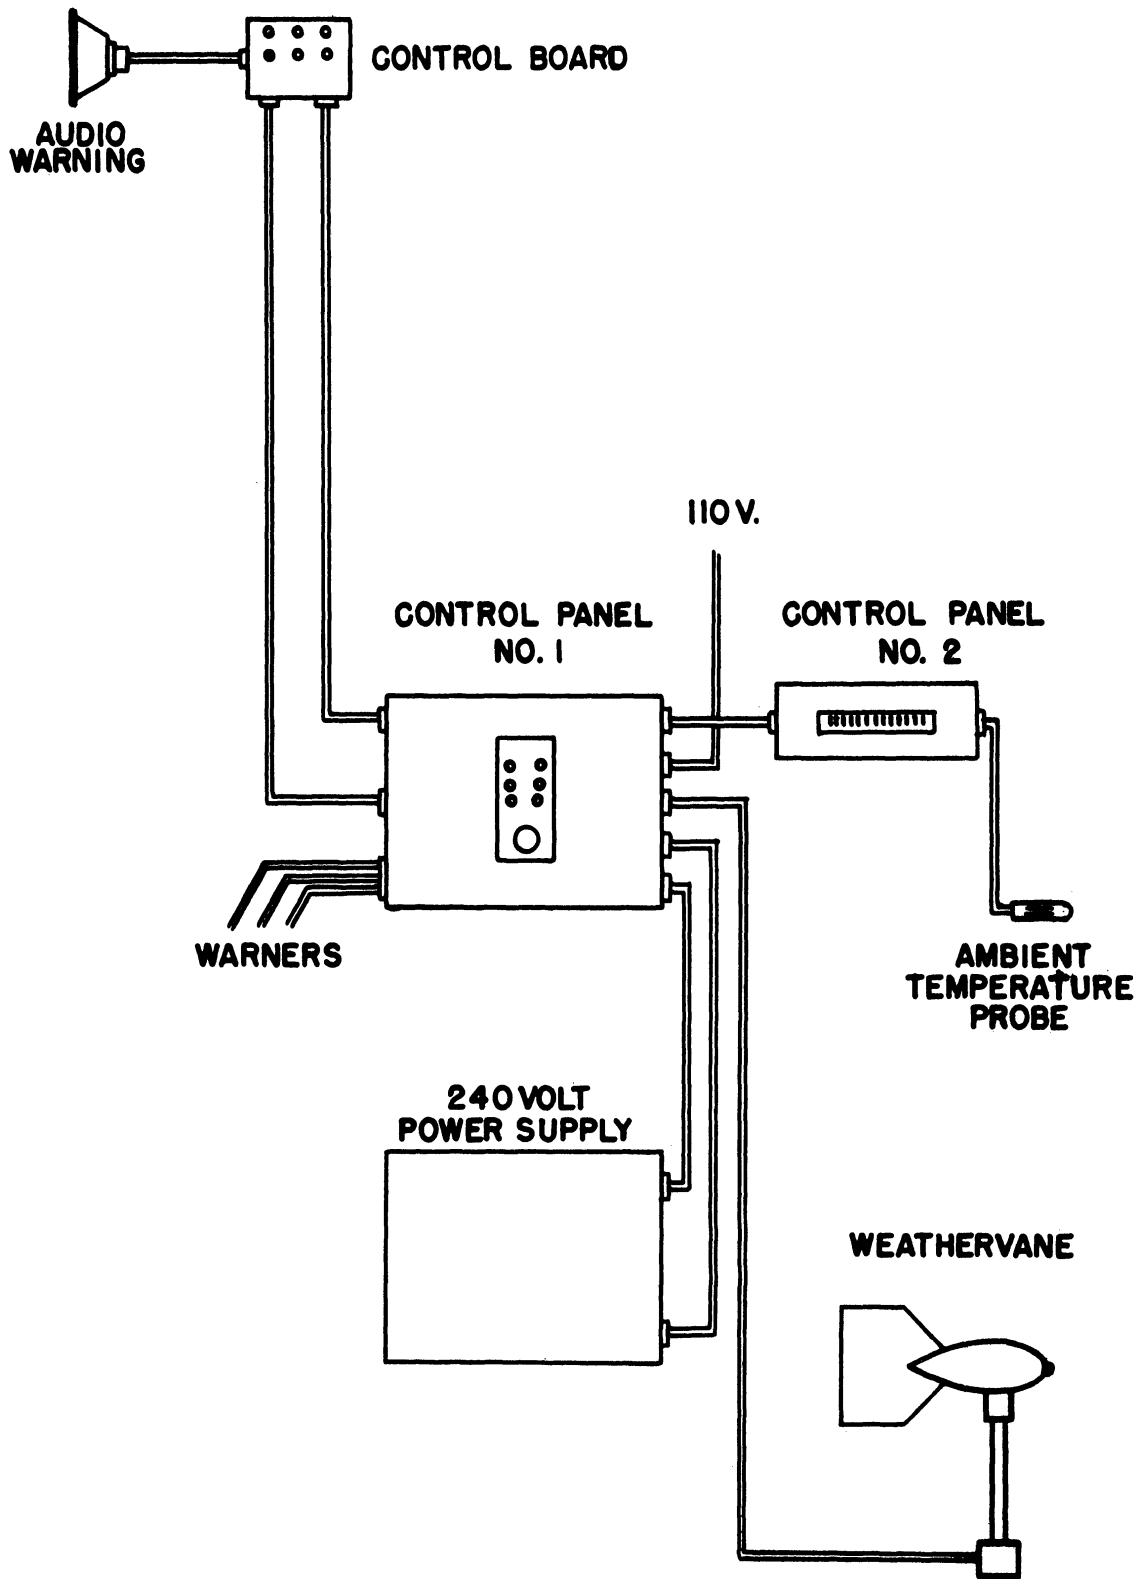 CONTROL BOARD
AUDIO
WARNING
110 V.
CONTROL PANEL
NO. 1
CONTROL PANEL
NO. 2
WARNERS
AMBIENT
TEMPERATURE
PROBE
240 VOLT
POWER SUPPLY
WEATHERVANE